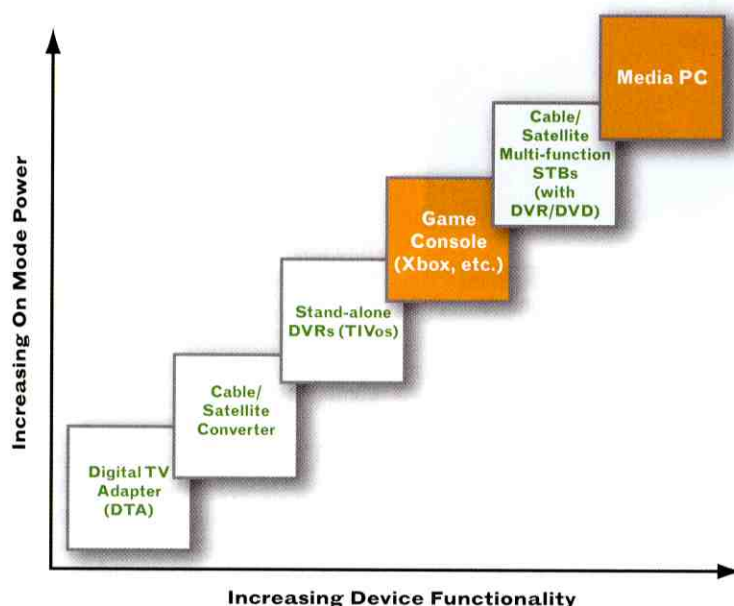 Increasing On Mode Power
Media PC
Cable/
Satellite
Multi-function
STBs
(with
DVR/DVD)
Game
Console
(Xbox, etc.)
Stand-alone
DVRs (TIVos)
Cable/
Satellite
Converter
Digital TV
Adapter
(DTA)
Increasing Device Functionality